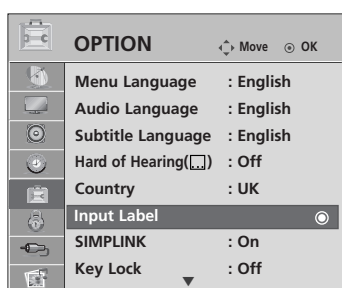 OPTION Move OK
Menu Language : English
Audio Language : English
Subtitle Language : English
Hard of Hearing( ) : Off
Country : UK
Input Label
SIMPLINK : On
Key Lock : Off